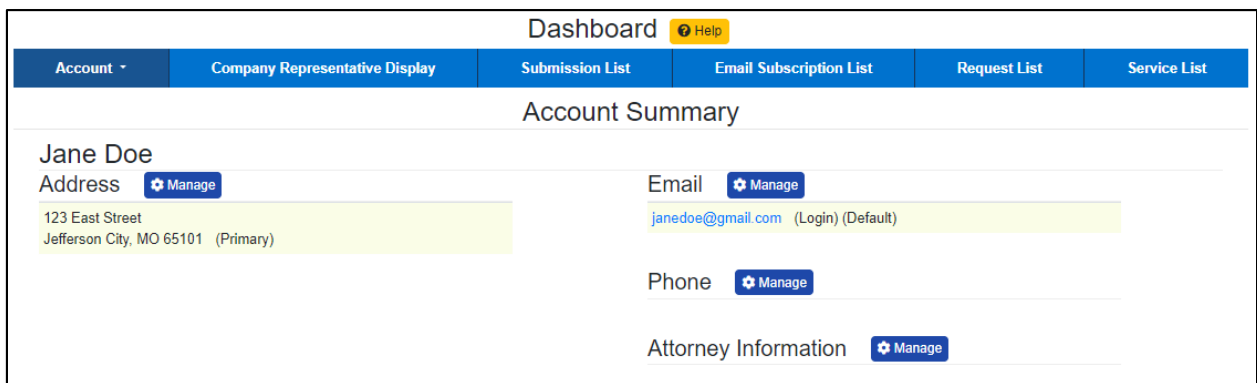 Dashboard Help
Account Company Representative Display Submission List Email Subscription List Request List Service List
Account Summary
Jane Doe
Address Manage
123 East Street
Jefferson City, MO 65101 (Primary)
Email Manage
janedoe@gmail.com (Login) (Default)
Phone Manage
Attorney Information Manage